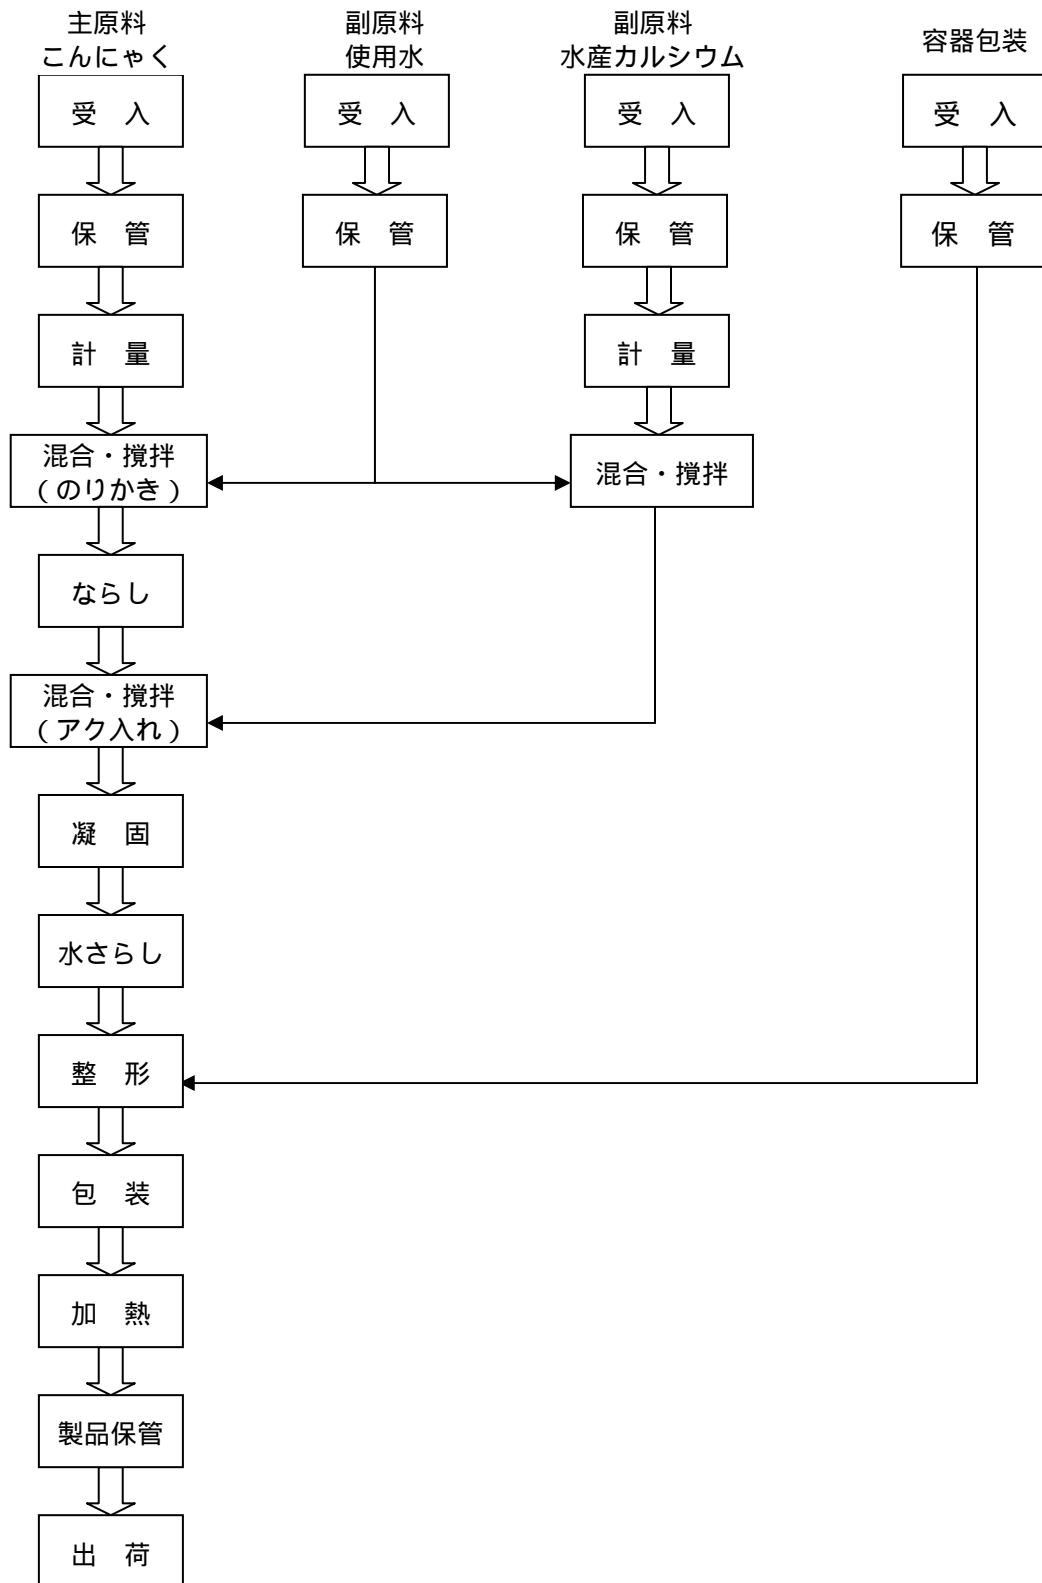 主原料
こんにゃく
副原料
使用水
副原料
水産カルシウム
容器包装
受　入
受　入
受　入
受　入
保　管
保　管
保　管
保　管
計　量
計　量
混合・撹拌
（のりかき）
混合・撹拌
ならし
混合・撹拌
（アク入れ）
凝　固
水さらし
整　形
包　装
加　熱
製品保管
出　荷